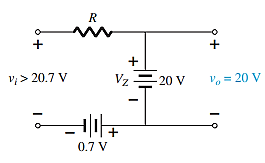 R
+ + +
vi > 20.7 V VZ 20 V vo = 20 V
− − −
− +
0.7 V